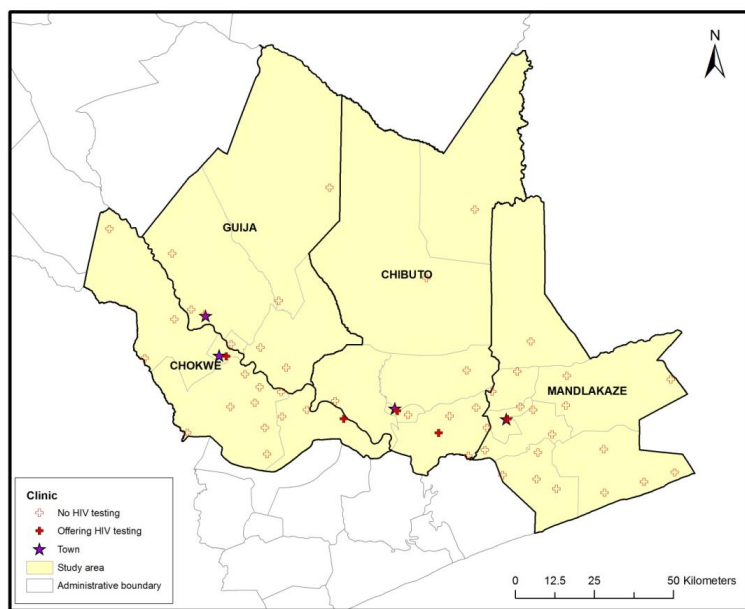 N
GUIJA
CHIBUTO
CHOKWE
MANDLAKAZE
Clinic
No HIV testing
Offering HIV testing
Town
Study area
Administrative boundary
0 12.5 25 50 Kilometers